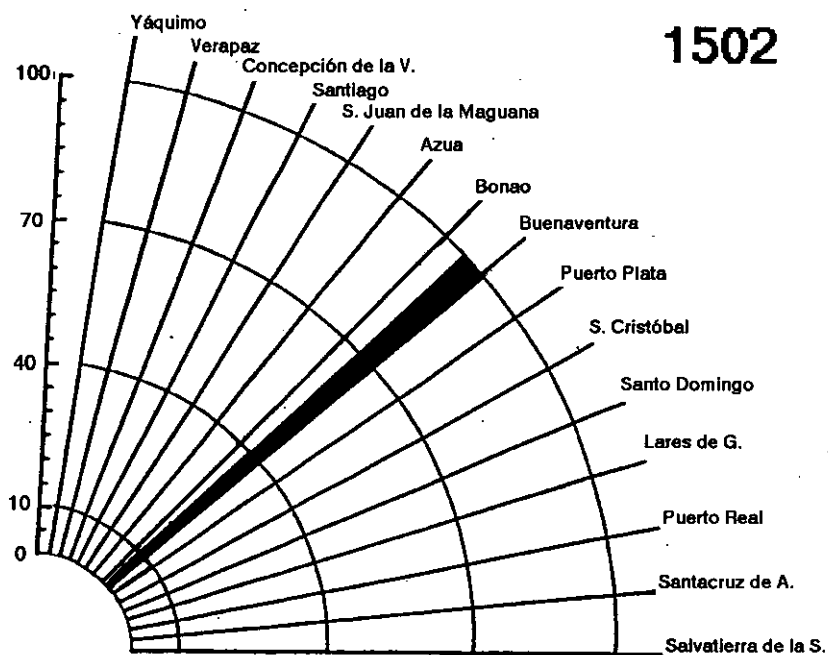 1502
Yáquimo
Verapaz
Concepción de la V.
Santiago
S. Juan de la Maguana
Azua
Bonao
Buenaventura
Puerto Plata
S. Cristóbal
Santo Domingo
Lares de G.
Puerto Real
Santacruz de A.
Salvatierra de la S.
100
70
40
10
0